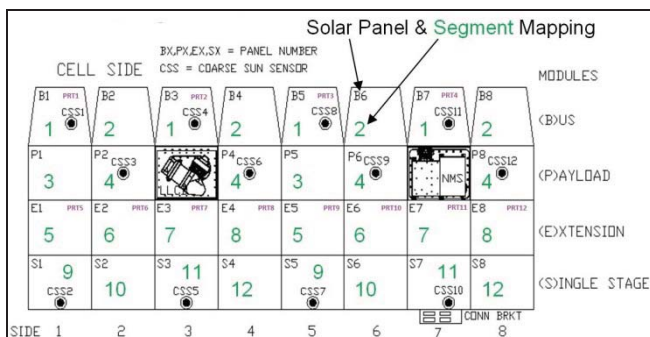 Solar Panel & Segment Mapping
BX,PX,EX,SX = PANEL NUMBER
CELL SIDE CSS = COARSE SUN SENSOR
MODULES
B1 PRT1 B2 B3 PRT2 B4 B5 PRT3 B6 B7 PRT4 B8
CSS1 CSS4 CSS8 CSS11
1 2 1 2 1 2 1 2 (B)US
P1 P2 CSS3 P4 CSS6 P5 P6 CSS9 P8 CSS12
3 4 4 3 4 NMS 4 (P)AYLOAD
E1 PRT5 E2 PRT6 E3 PRT7 E4 PRT8 E5 PRT9 E6 PRT10 E7 PRT11 E8 PRT12
5 6 7 8 5 6 7 8 (E)XTENSION
S1 S2 S3 S4 S5 S6 S7 S8
9 10 11 12 9 10 11 12 (S)INGLE STAGE
CSS2 CSS5 CSS7 CSS10
CONN BRKT
SIDE 1 2 3 4 5 6 7 8